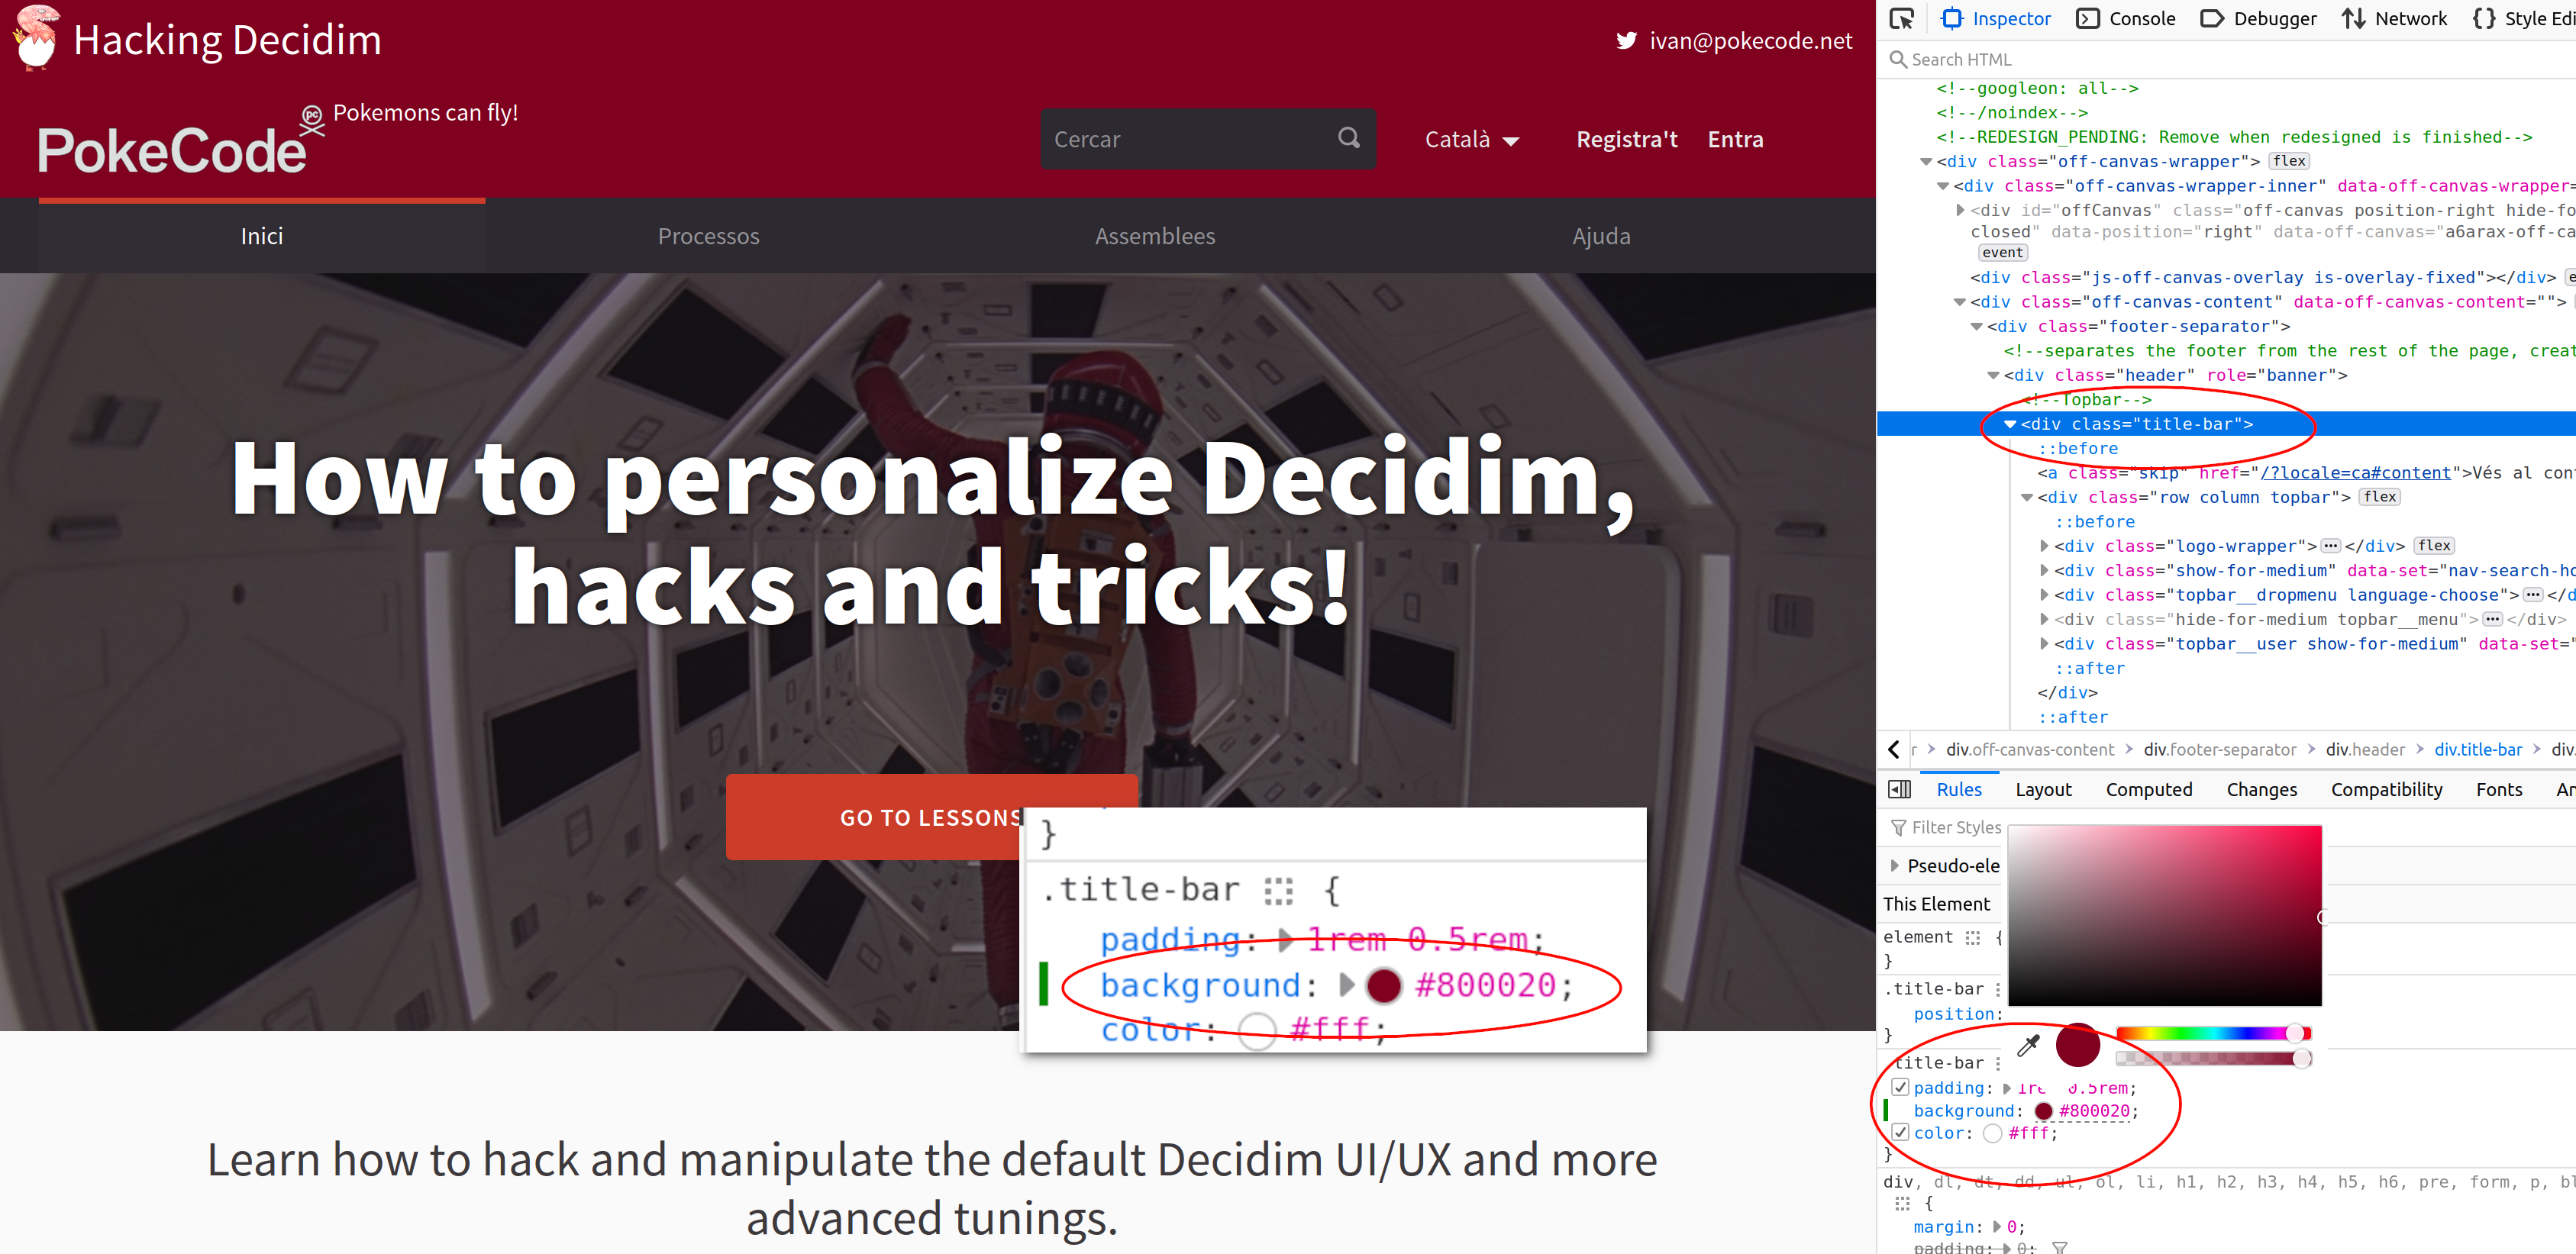 Hacking Decidim
ivan@pokecode.net
PokeCode
pc
Pokemons can fly!
Cercar
Català
Registra't
Entra
Inici
Processos
Assemblees
Ajuda
How to personalize Decidim,
hacks and tricks!
GO TO LESSONS
}
.title-bar {
padding: 1rem 0.5rem;
background: #800020;
color: #fff;
Learn how to hack and manipulate the default Decidim UI/UX and more
advanced tunings.
Inspector
Console
Debugger
Network
{} Style Edi
Search HTML
<!--googleon: all-->
<!--/noindex-->
<!--REDESIGN_PENDING: Remove when redesigned is finished-->
<div class="off-canvas-wrapper"> flex
<div class="off-canvas-wrapper-inner" data-off-canvas-wrapper=
<div id="offCanvas" class="off-canvas position-right hide-fo
closed" data-position="right" data-off-canvas="a6arax-off-ca
event
<div class="js-off-canvas-overlay is-overlay-fixed"></div> e
<div class="off-canvas-content" data-off-canvas-content="">
<div class="footer-separator">
<!--separates the footer from the rest of the page, creat
<div class="header" role="banner">
<!--Topbar-->
<div class="title-bar">
::before
<a class="skip" href="/?locale=ca#content">Vés al con
<div class="row column topbar"> flex
::before
<div class="logo-wrapper">…</div> flex
<div class="show-for-medium" data-set="nav-search-ho
<div class="topbar__dropmenu language-choose">…</d
<div class="hide-for-medium topbar__menu">…</div>
<div class="topbar__user show-for-medium" data-set="
::after
</div>
::after
r > div.off-canvas-content > div.footer-separator > div.header > div.title-bar > div.
Rules
Layout
Computed
Changes
Compatibility
Fonts
An
Filter Styles
Pseudo-ele
This Element
element {
}
.title-bar
position:
}
title-bar
padding: 1re 0.5rem;
background: #800020;
color: #fff;
}
div, dl, dt, dd, ul, ol, li, h1, h2, h3, h4, h5, h6, pre, form, p, bl
{
margin: 0;
padding: 0;